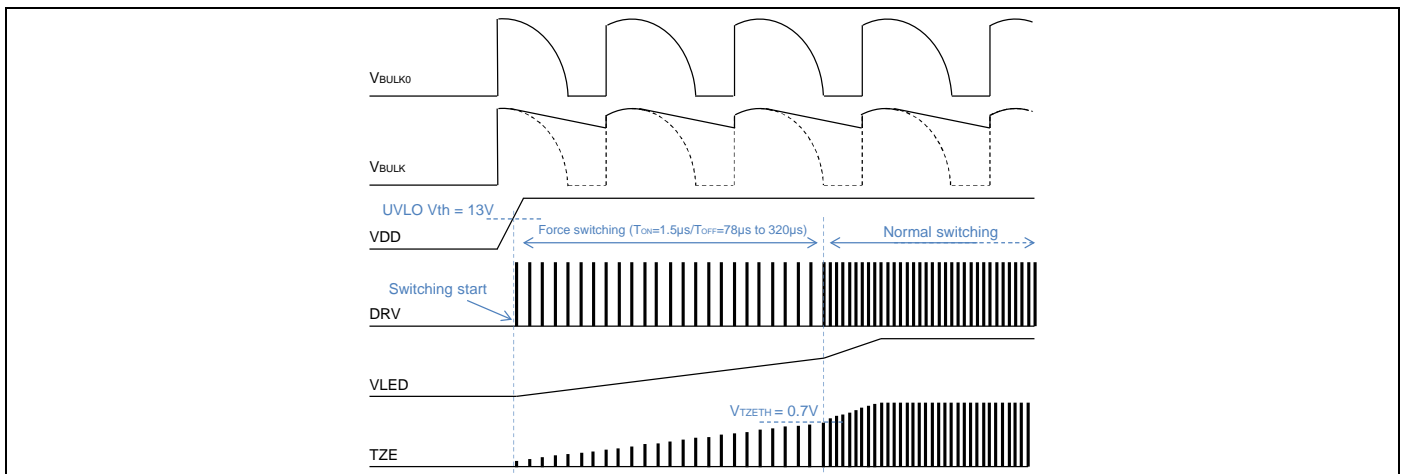 VBULK0
VBULK
UVLO Vth = 13V
VDD
Force switching (TON=1.5µs/TOFF=78µs to 320µs)
Normal switching
Switching start
DRV
VLED
VTZETH = 0.7V
TZE